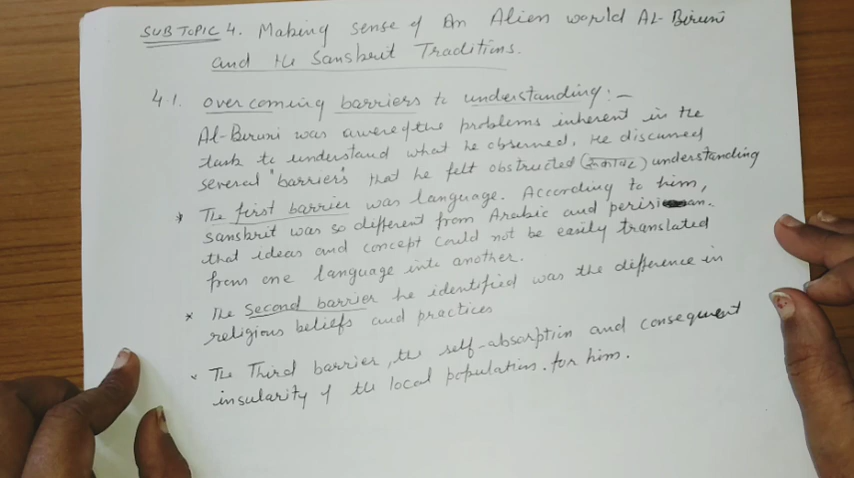 SUB TOPIC 4. Making sense of An Alien world Al-Biruni
and the Sanskrit Traditions.
4.1. overcoming barriers to understanding :-
Al-Biruni was aware of the problems inherent in the
task to understand what he observed. He discussed
several "barriers" that he felt obstructed (रूकावट) understanding
* The first barrier was language. According to him,
sanskrit was so different from Arabic and perisian.
that ideas and concept could not be easily translated
from one language into another.
* The second barrier he identified was the difference in
religious beliefs and practices
* The Third barrier, the self-absorption and consequent
insularity of the local population. for him.